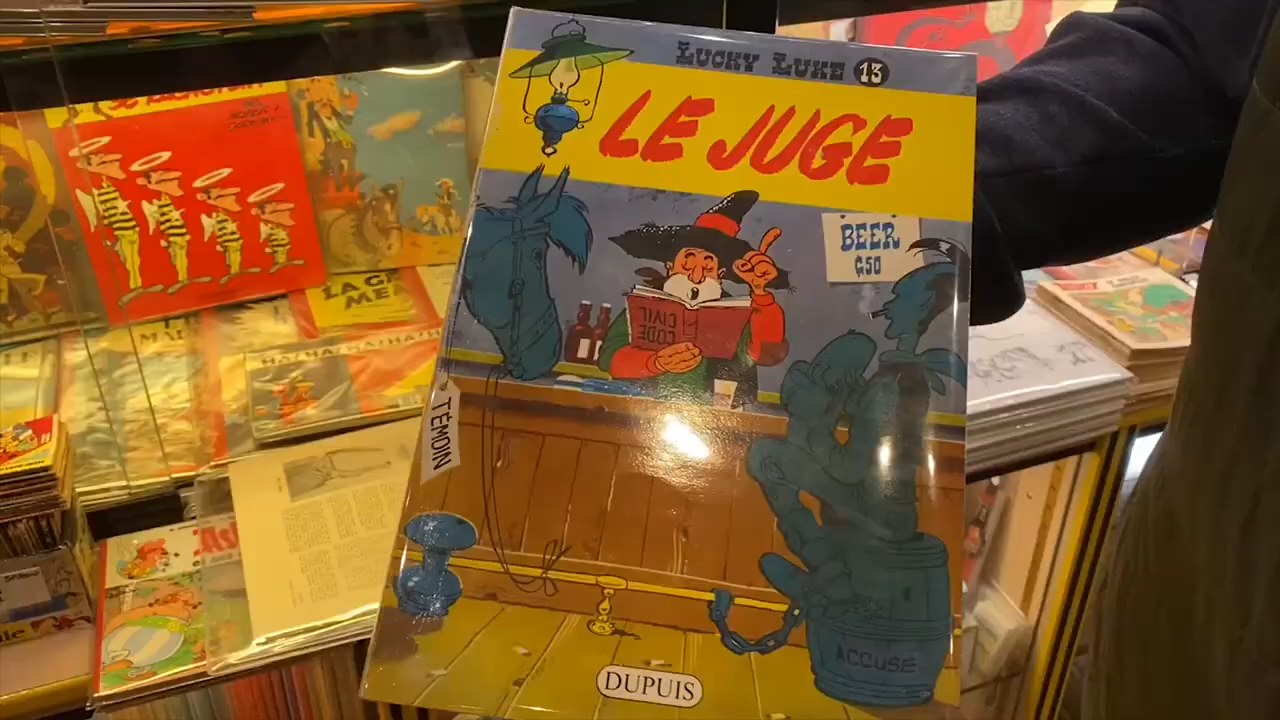 LUCKY LUKE 13
LE JUGE
BEER
₵50
CODE
CIVIL
TÉMOIN
ACCUSÉ
DUPUIS